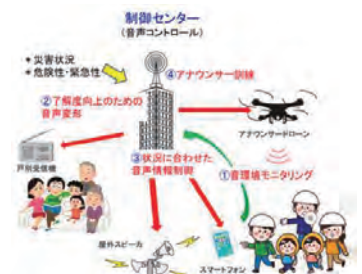 制御センター
(音声コントロール)
* 災害状況
* 危険性・緊急性
④アナウンサー訓練
②了解度向上のための
音声変形
アナウンサードローン
戸別受信機
③状況に合わせた
音声情報制御
①音環境モニタリング
屋外スピーカ
スマートフォン